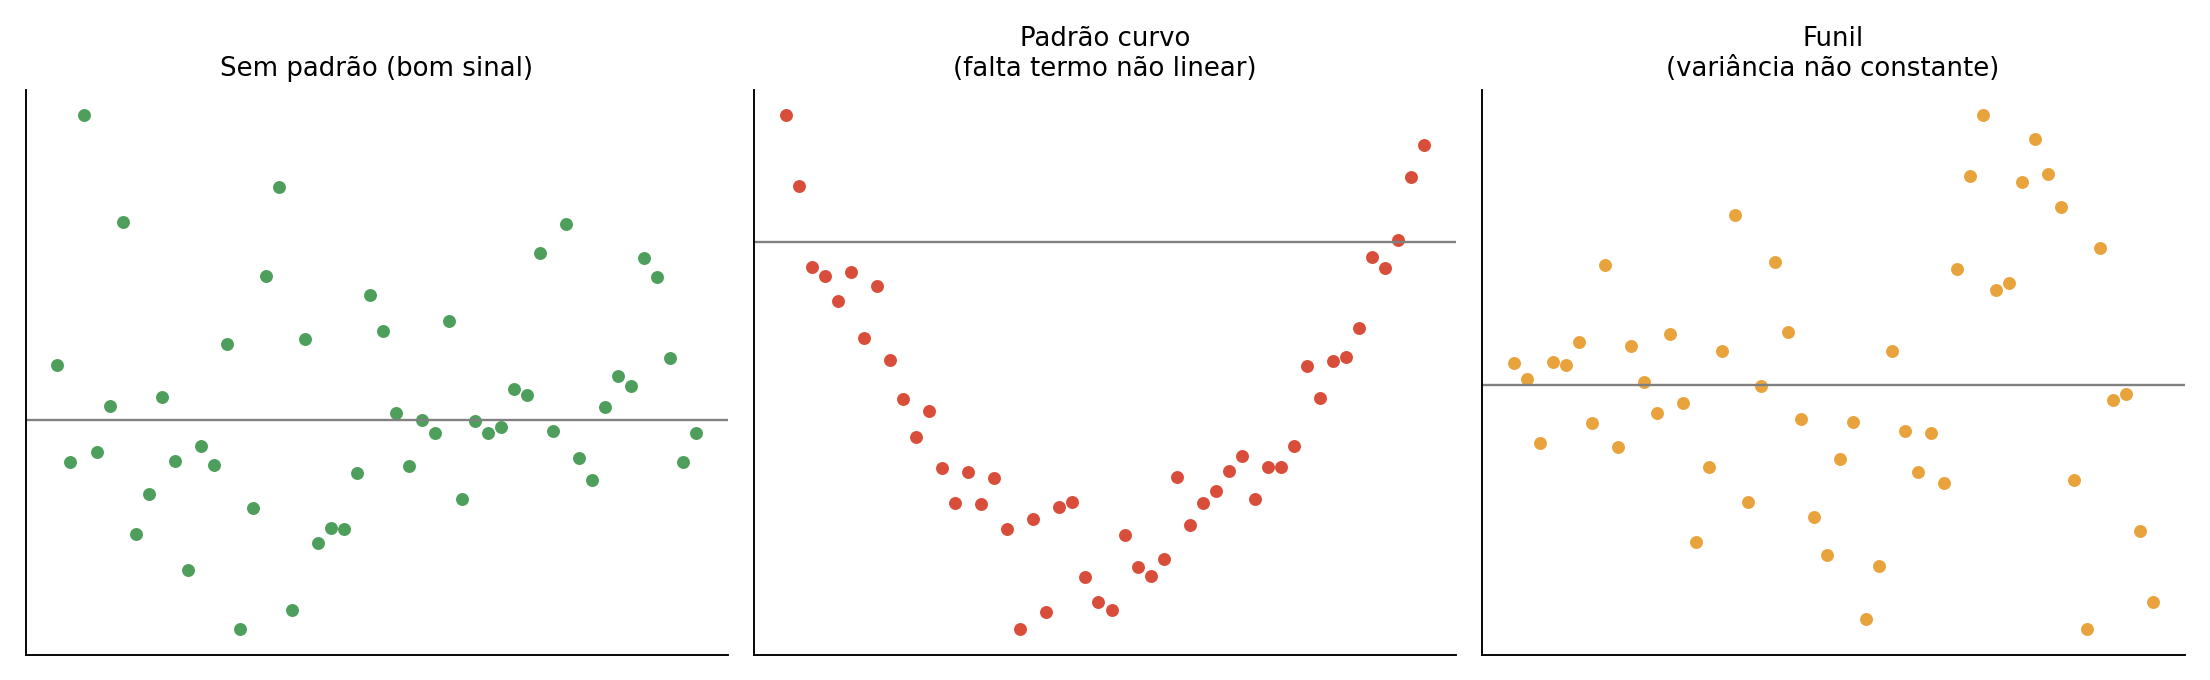 Sem padrão (bom sinal)
Padrão curvo
(falta termo não linear)
Funil
(variância não constante)